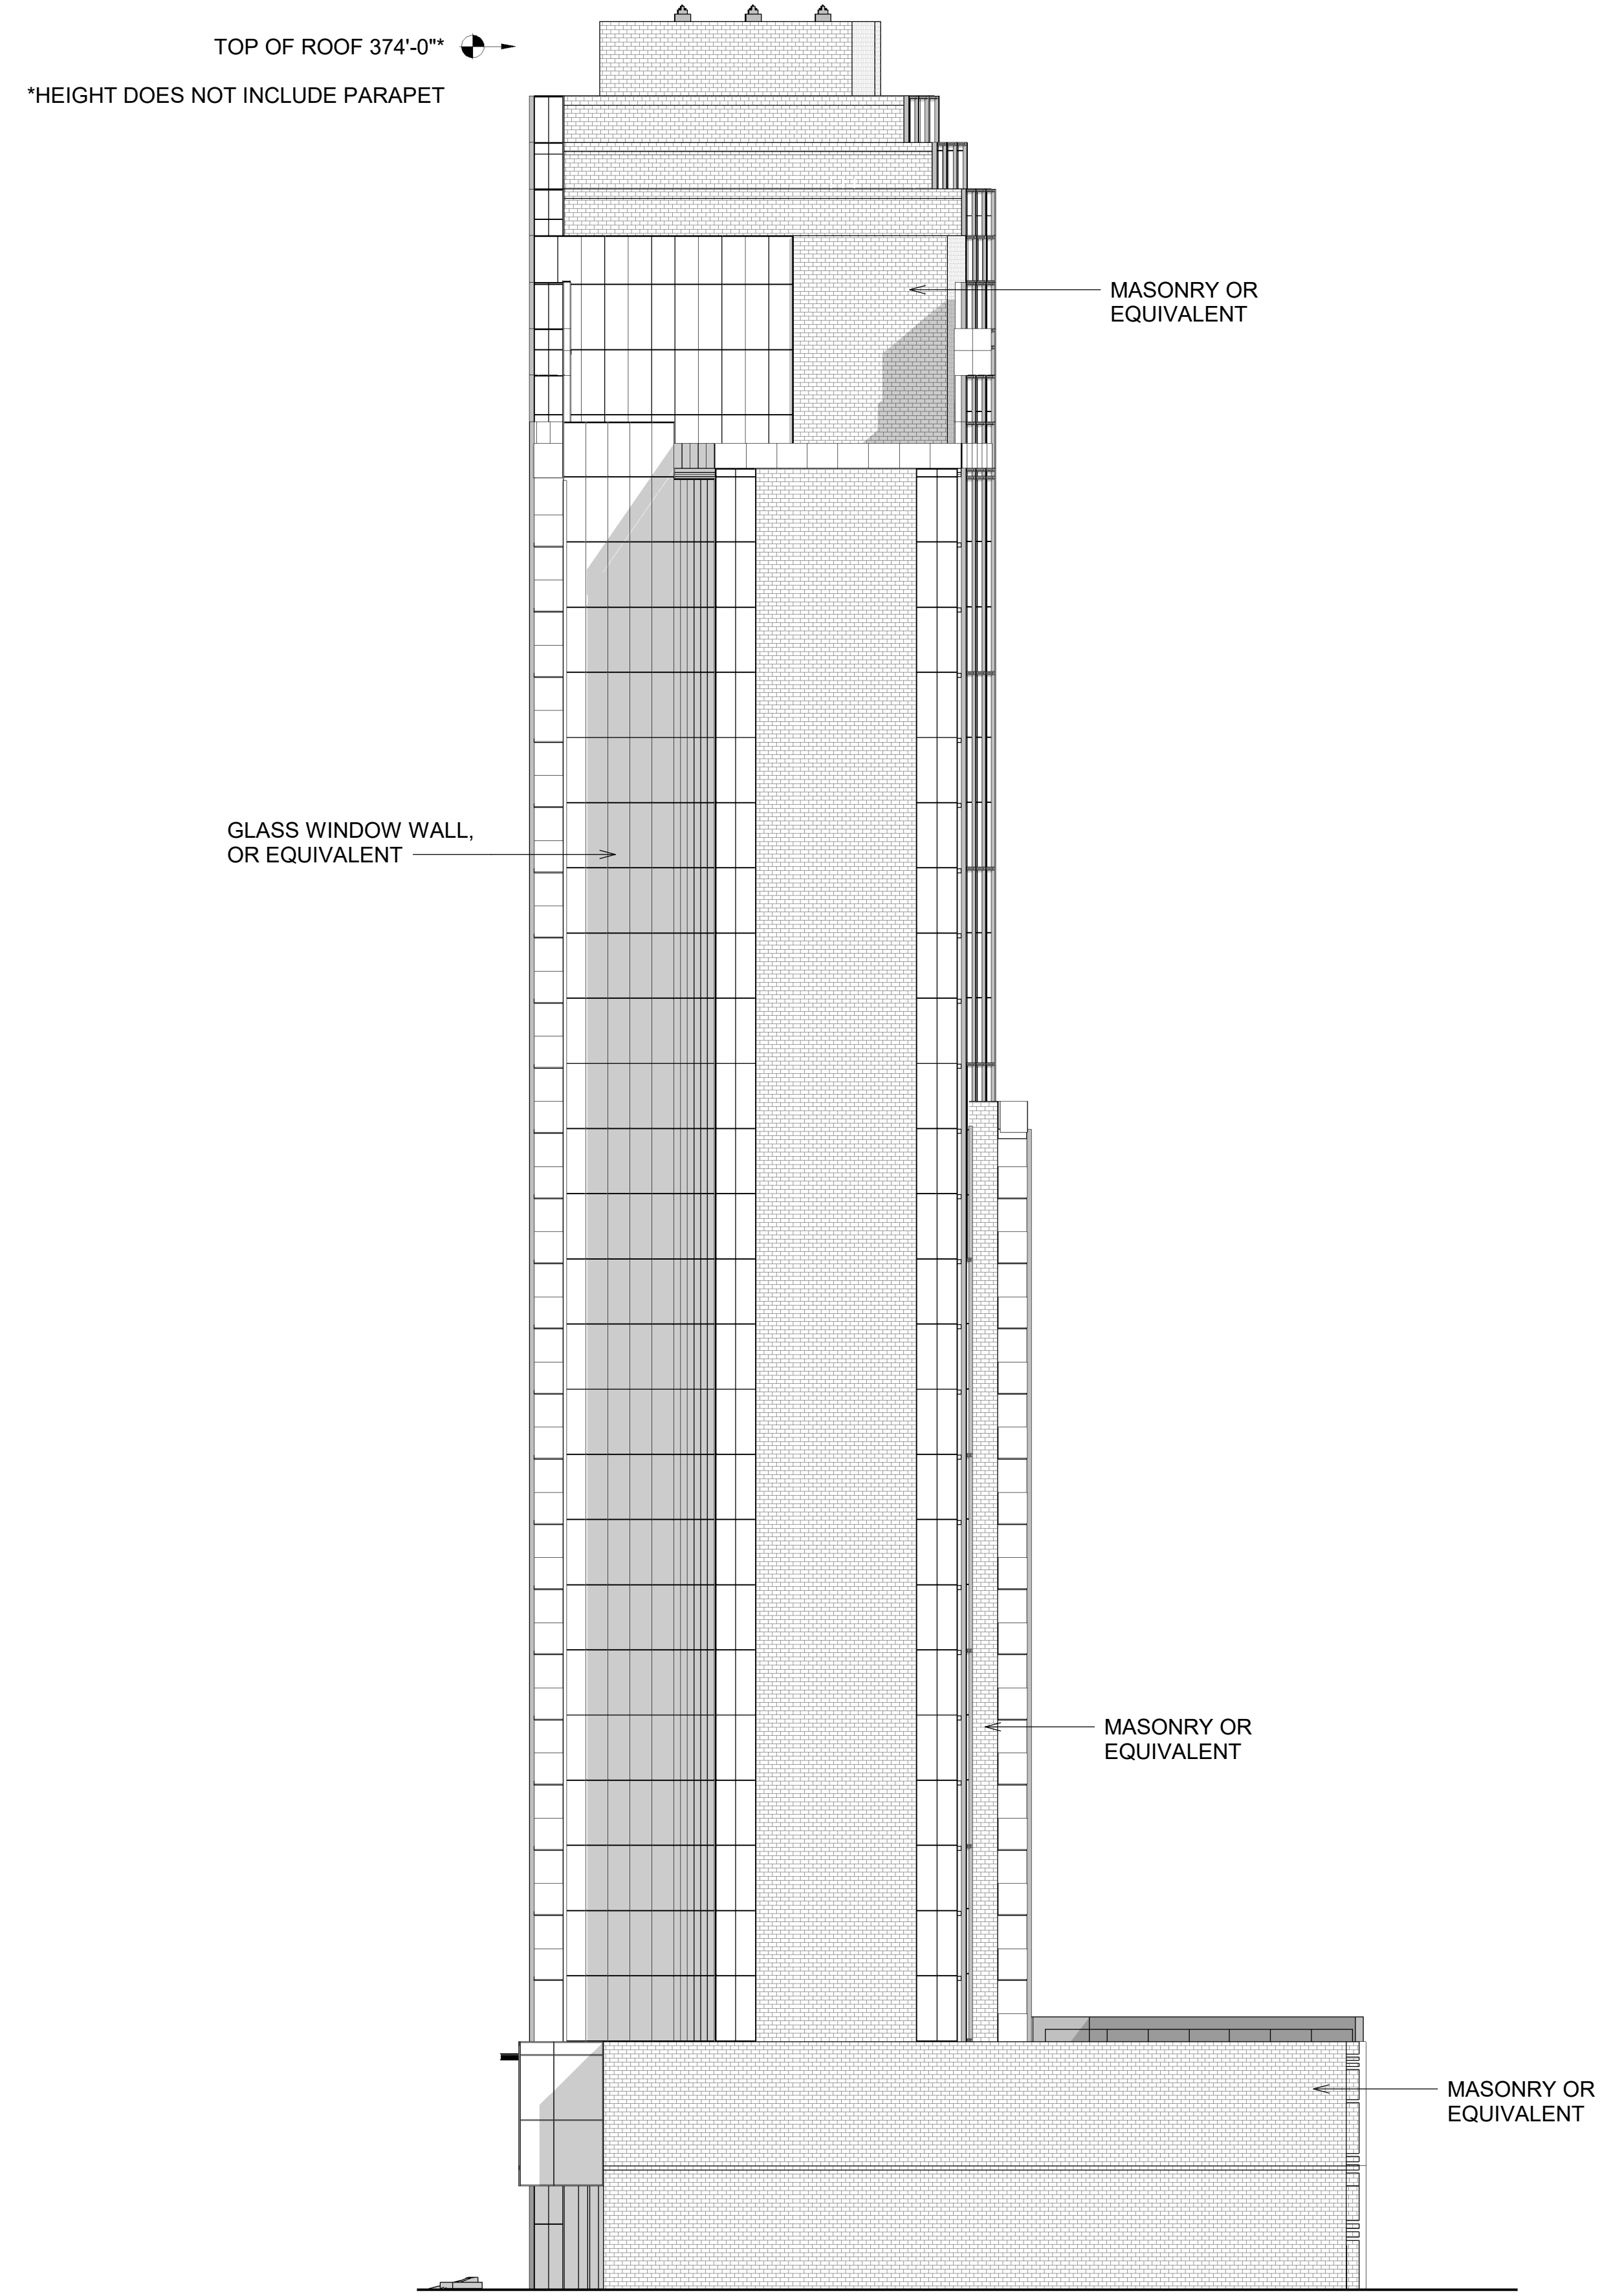 TOP OF ROOF 374'-0"*
*HEIGHT DOES NOT INCLUDE PARAPET
MASONRY OR
EQUIVALENT
GLASS WINDOW WALL,
OR EQUIVALENT
MASONRY OR
EQUIVALENT
MASONRY OR
EQUIVALENT